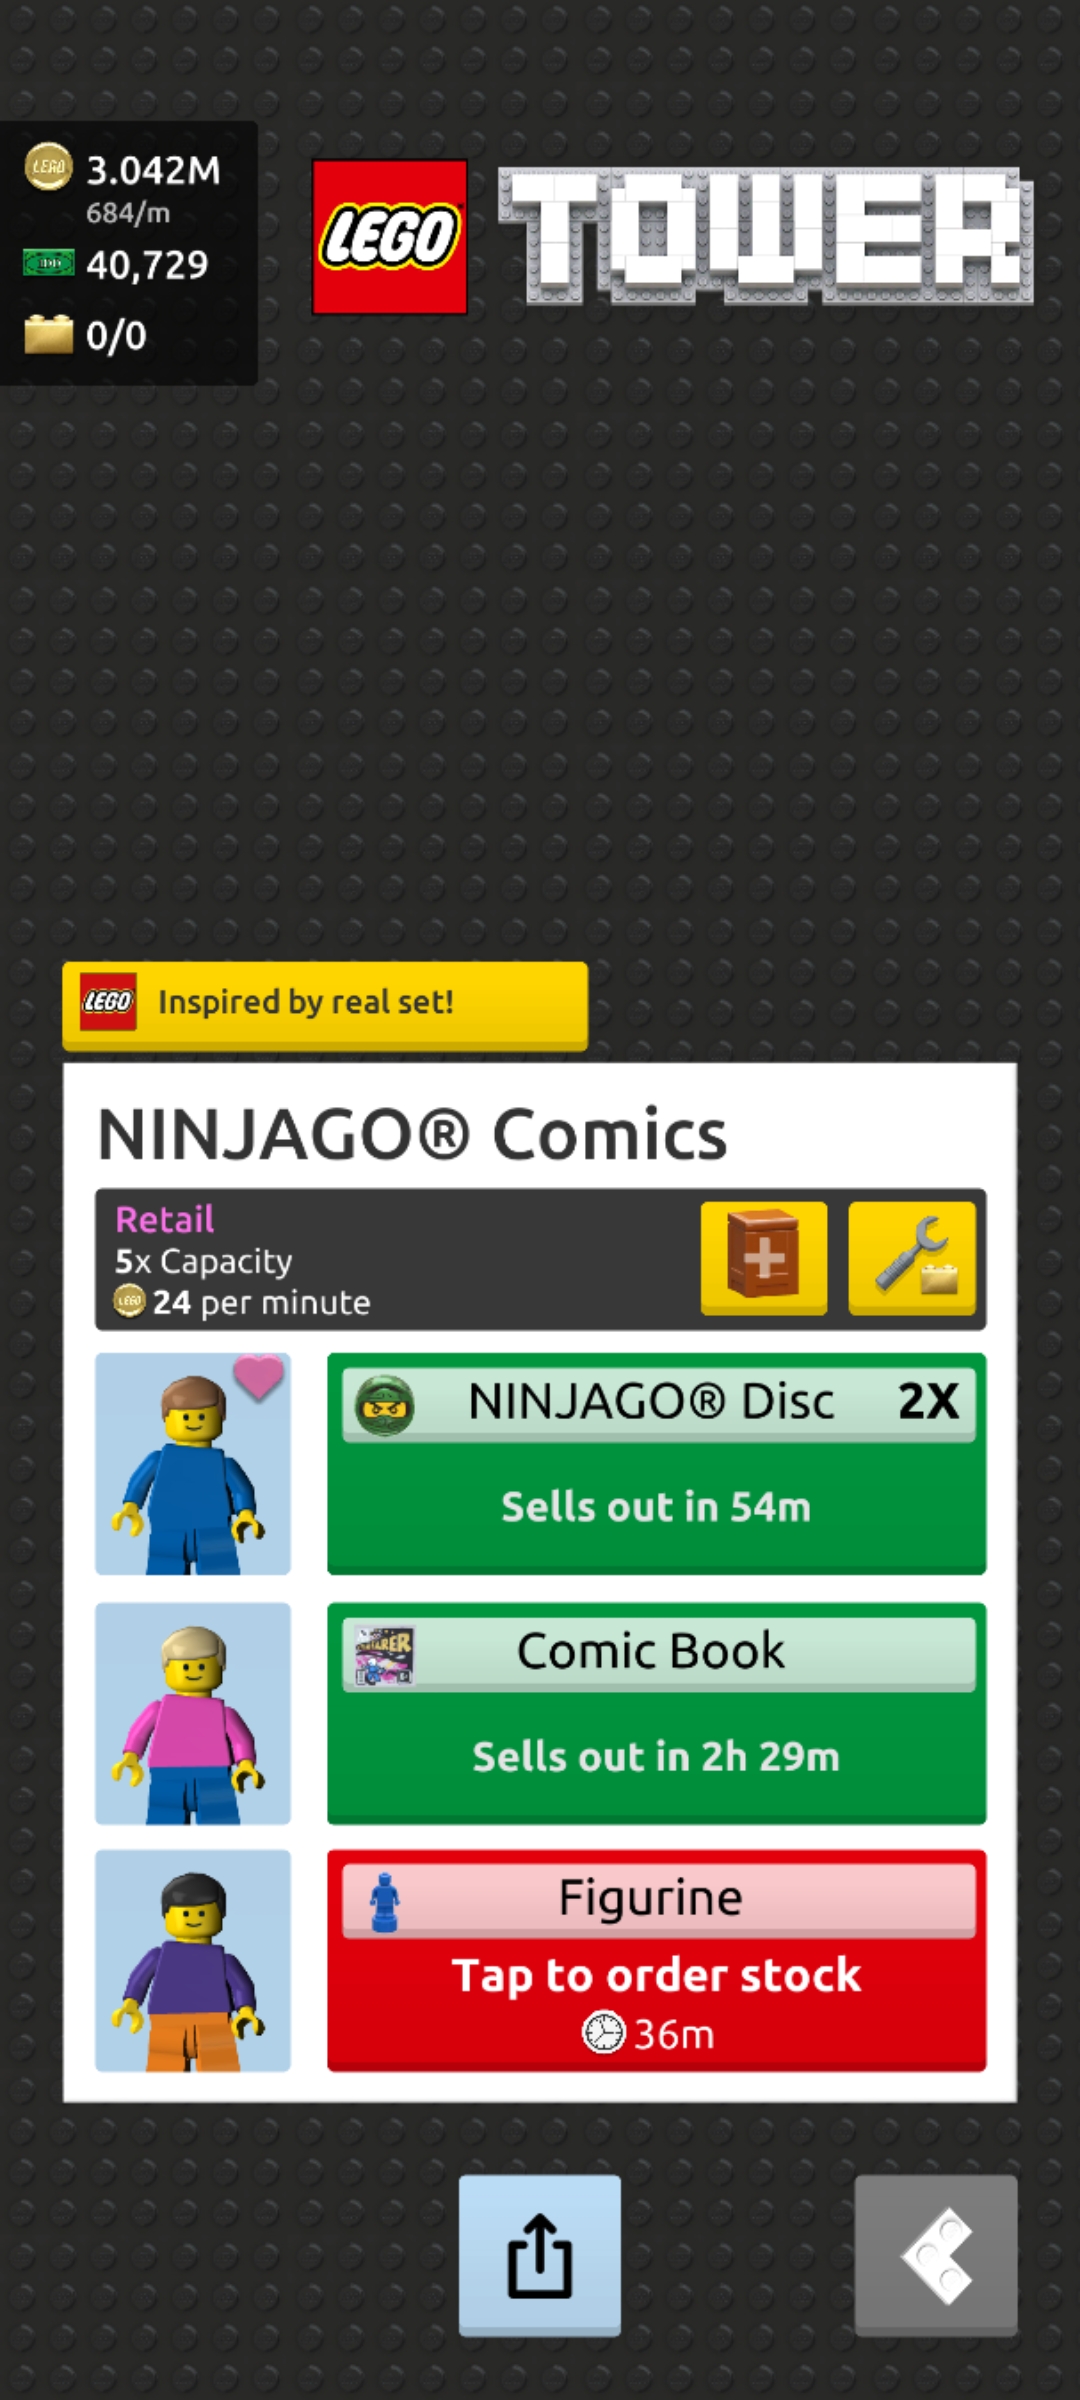 3.042M
684/m
40,729
0/0
LEGO TOWER
LEGO Inspired by real set!
NINJAGO® Comics
Retail
5x Capacity
24 per minute
NINJAGO® Disc 2X
Sells out in 54m
Comic Book
Sells out in 2h 29m
Figurine
Tap to order stock
36m